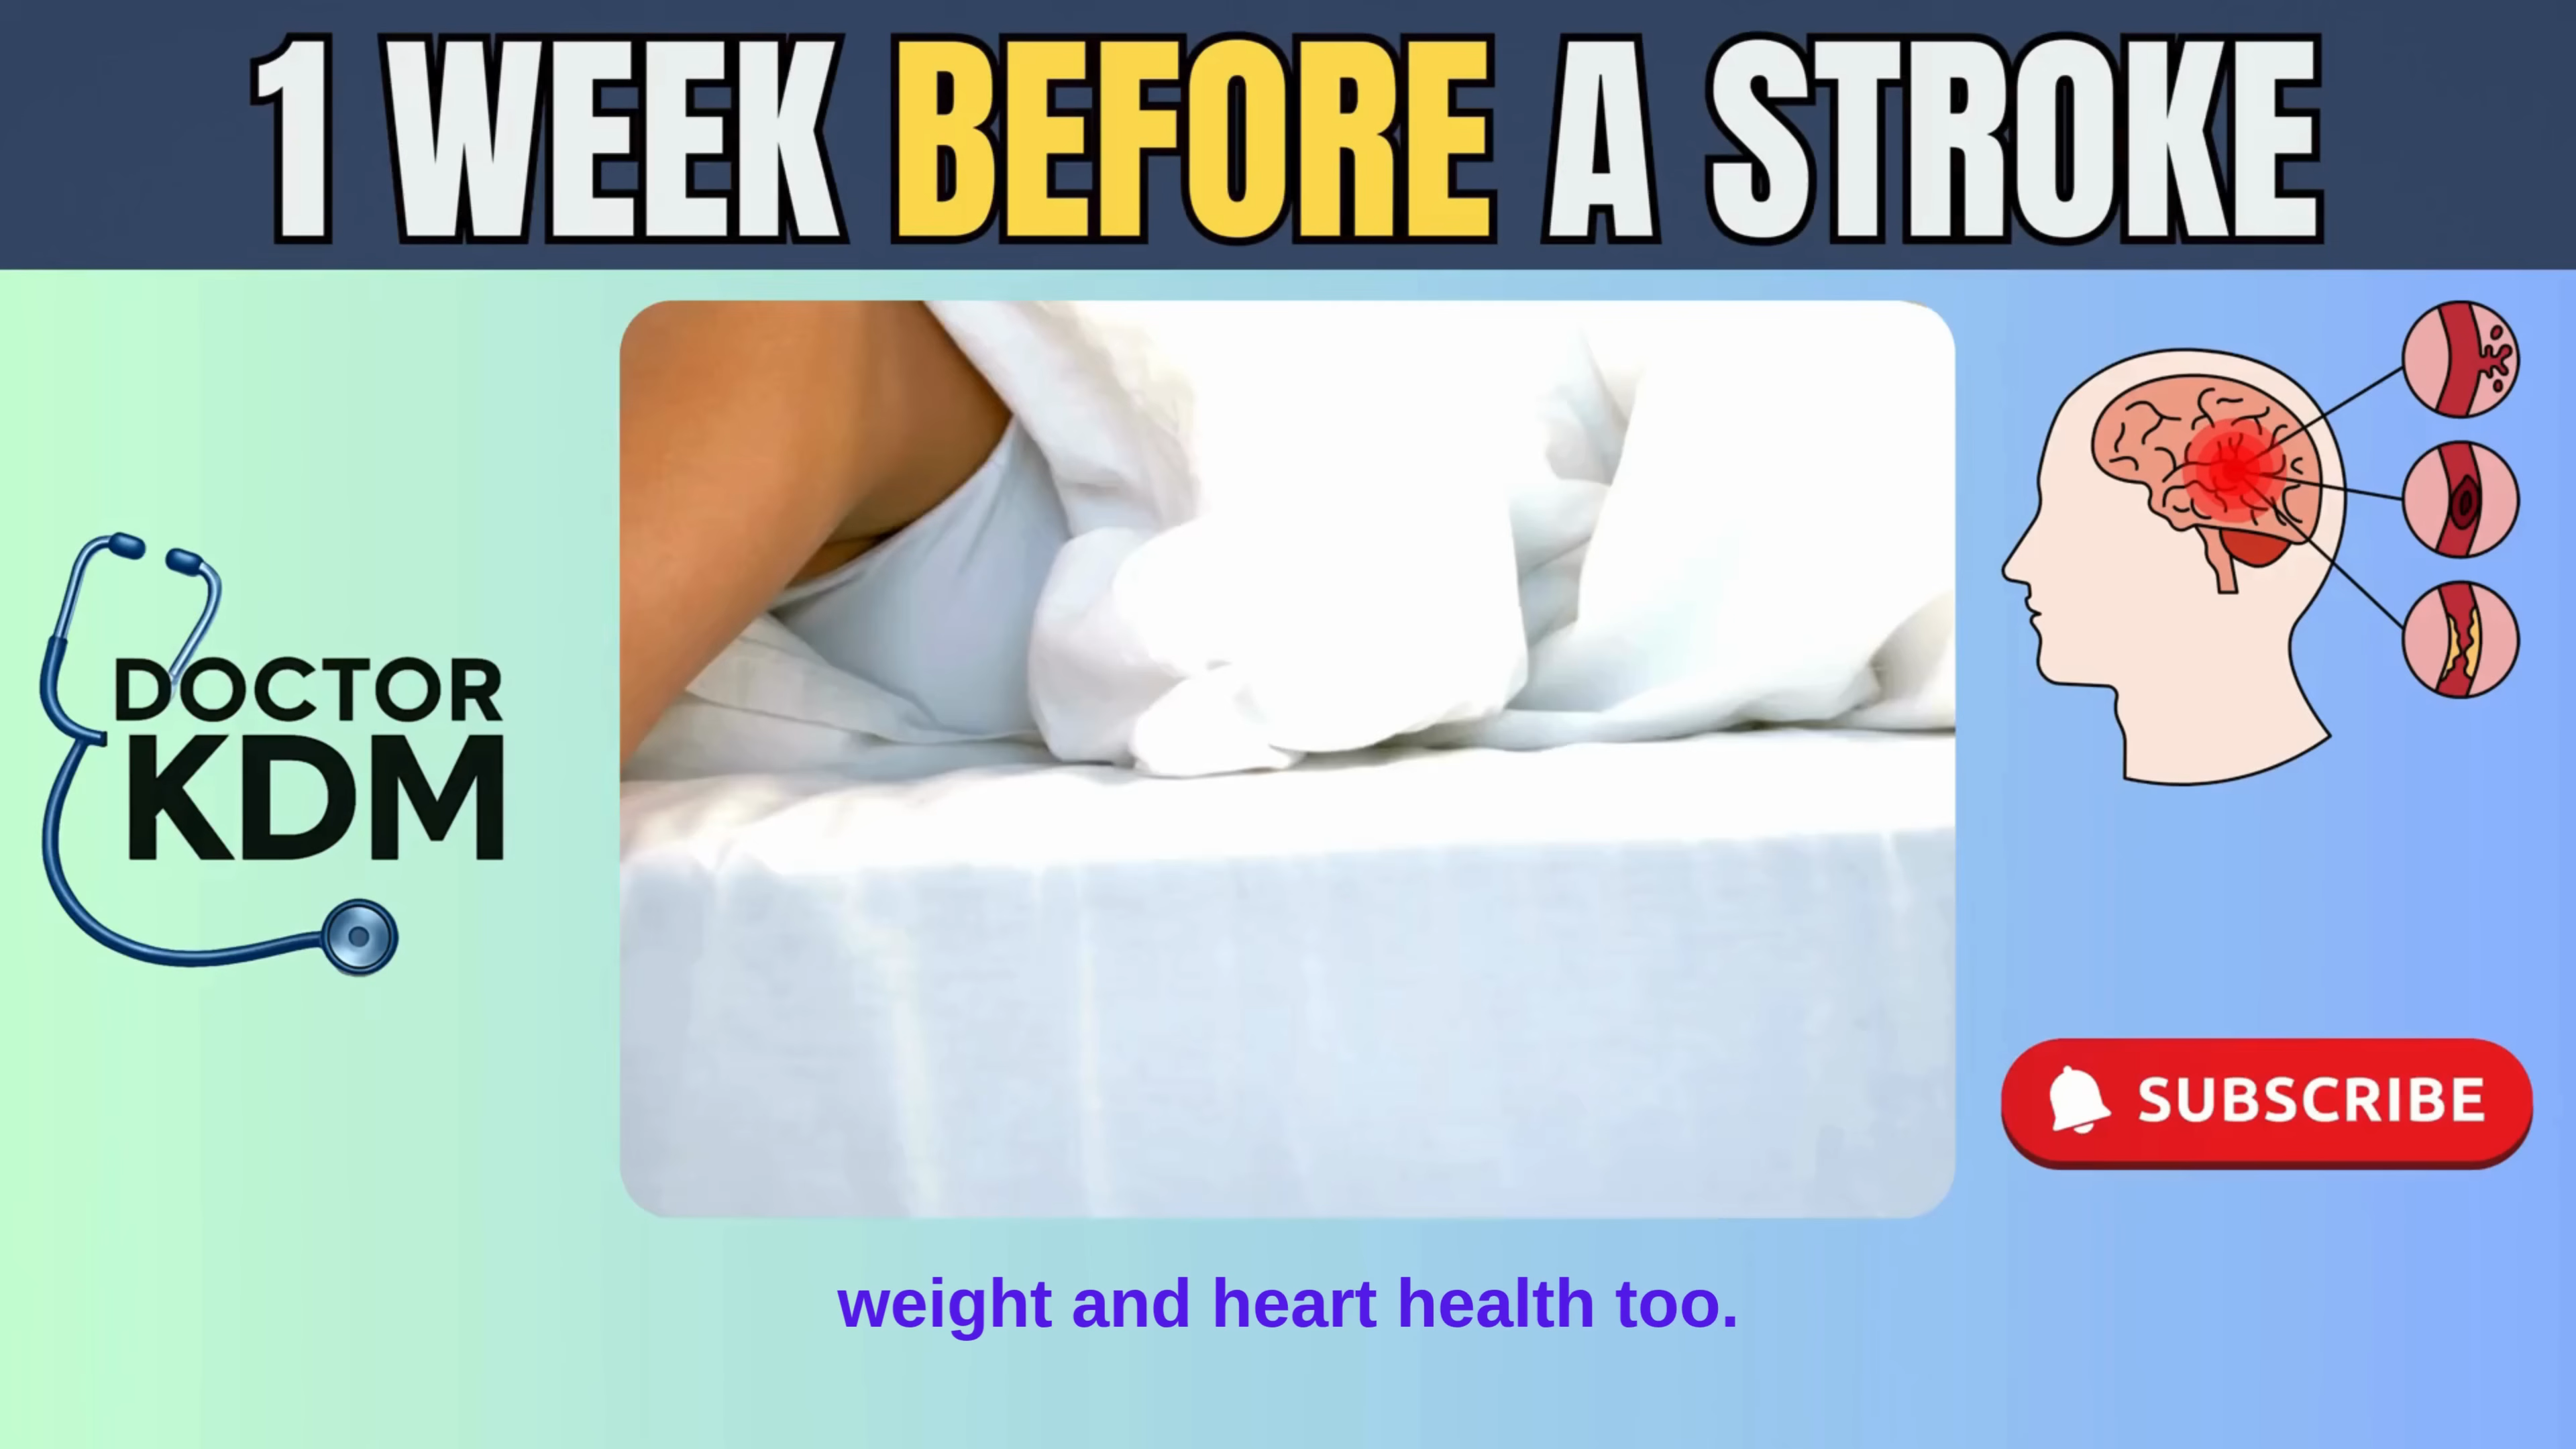 1 WEEK BEFORE A STROKE
DOCTOR
KDM
SUBSCRIBE
weight and heart health too.